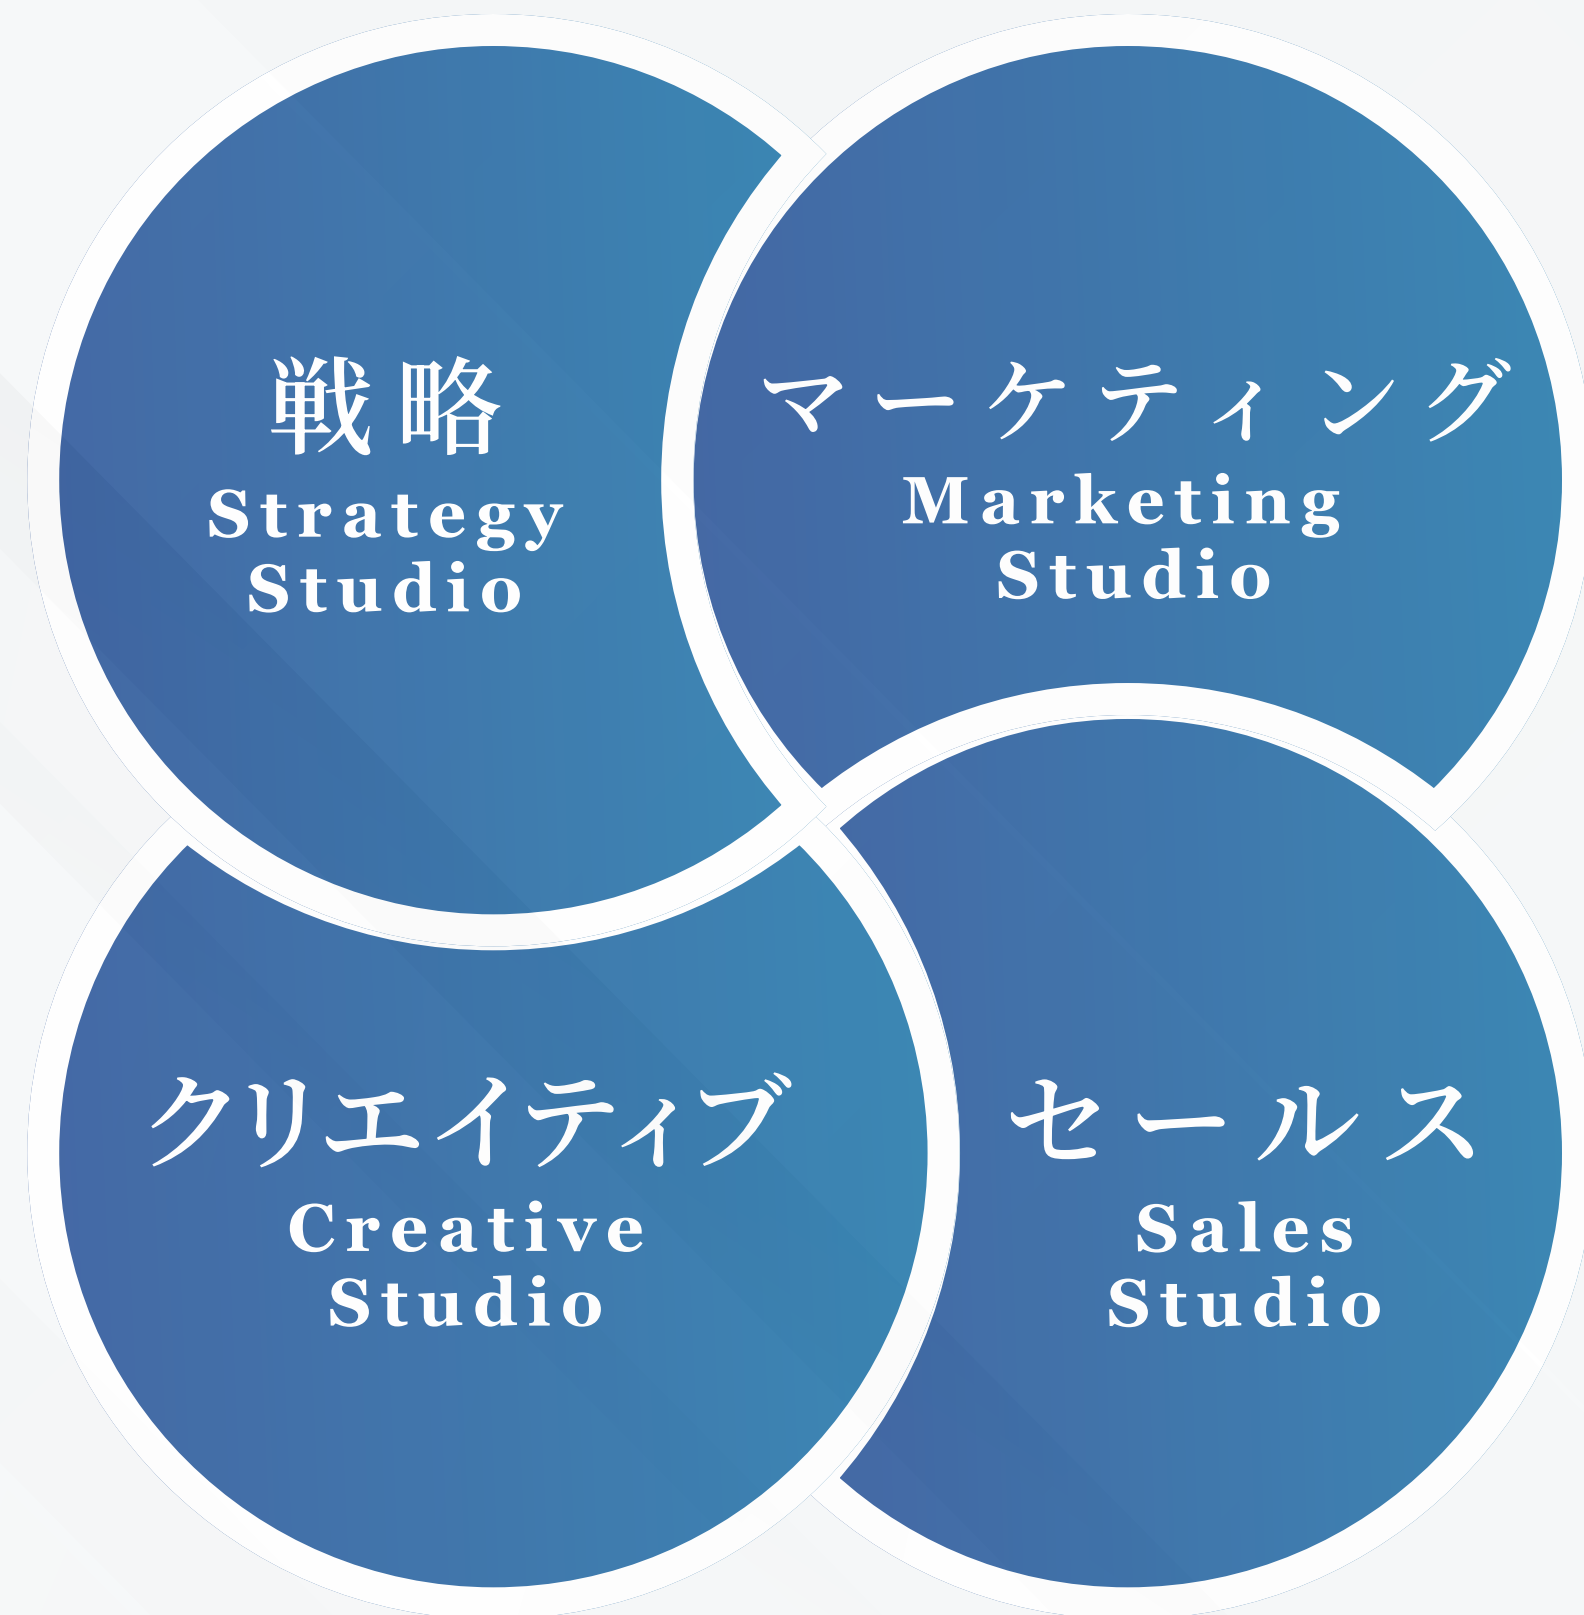 戦略
Strategy
Studio
マーケティング
Marketing
Studio
クリエイティブ
Creative
Studio
セールス
Sales
Studio